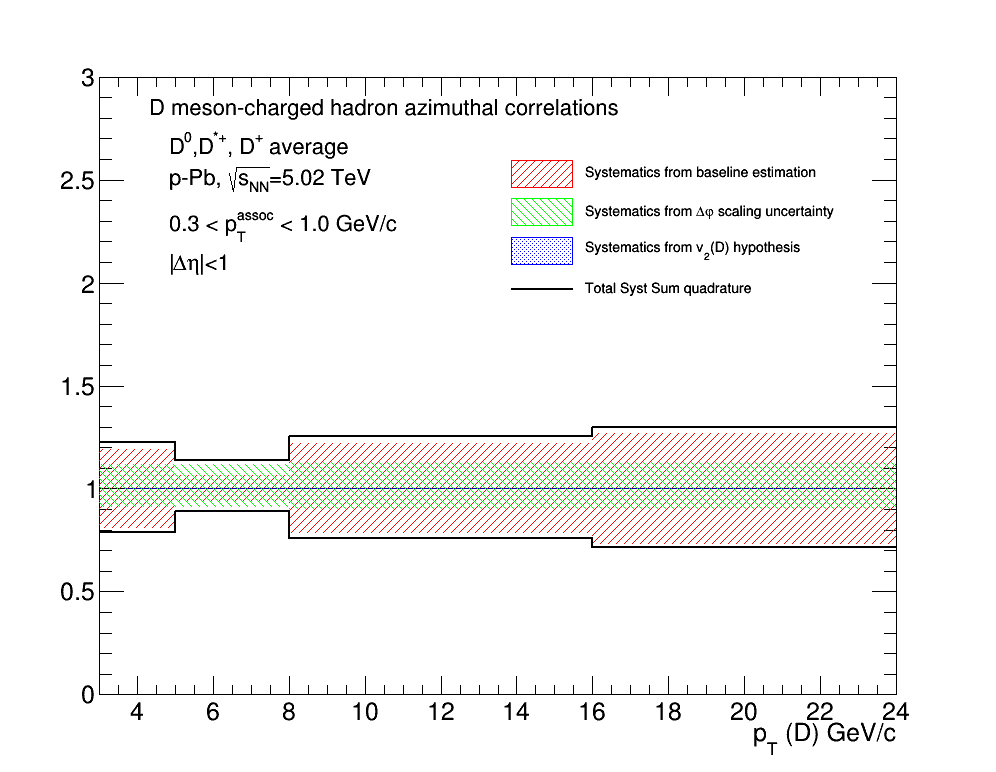 D meson-charged hadron azimuthal correlations
D⁰,D*⁺, D⁺ average
p-Pb, √sNN=5.02 TeV
0.3 < pTassoc < 1.0 GeV/c
|Δη|<1
Systematics from baseline estimation
Systematics from Δφ scaling uncertainty
Systematics from v₂(D) hypothesis
Total Syst Sum quadrature
3
2.5
2
1.5
1
0.5
0
4 6 8 10 12 14 16 18 20 22 24
pT (D) GeV/c